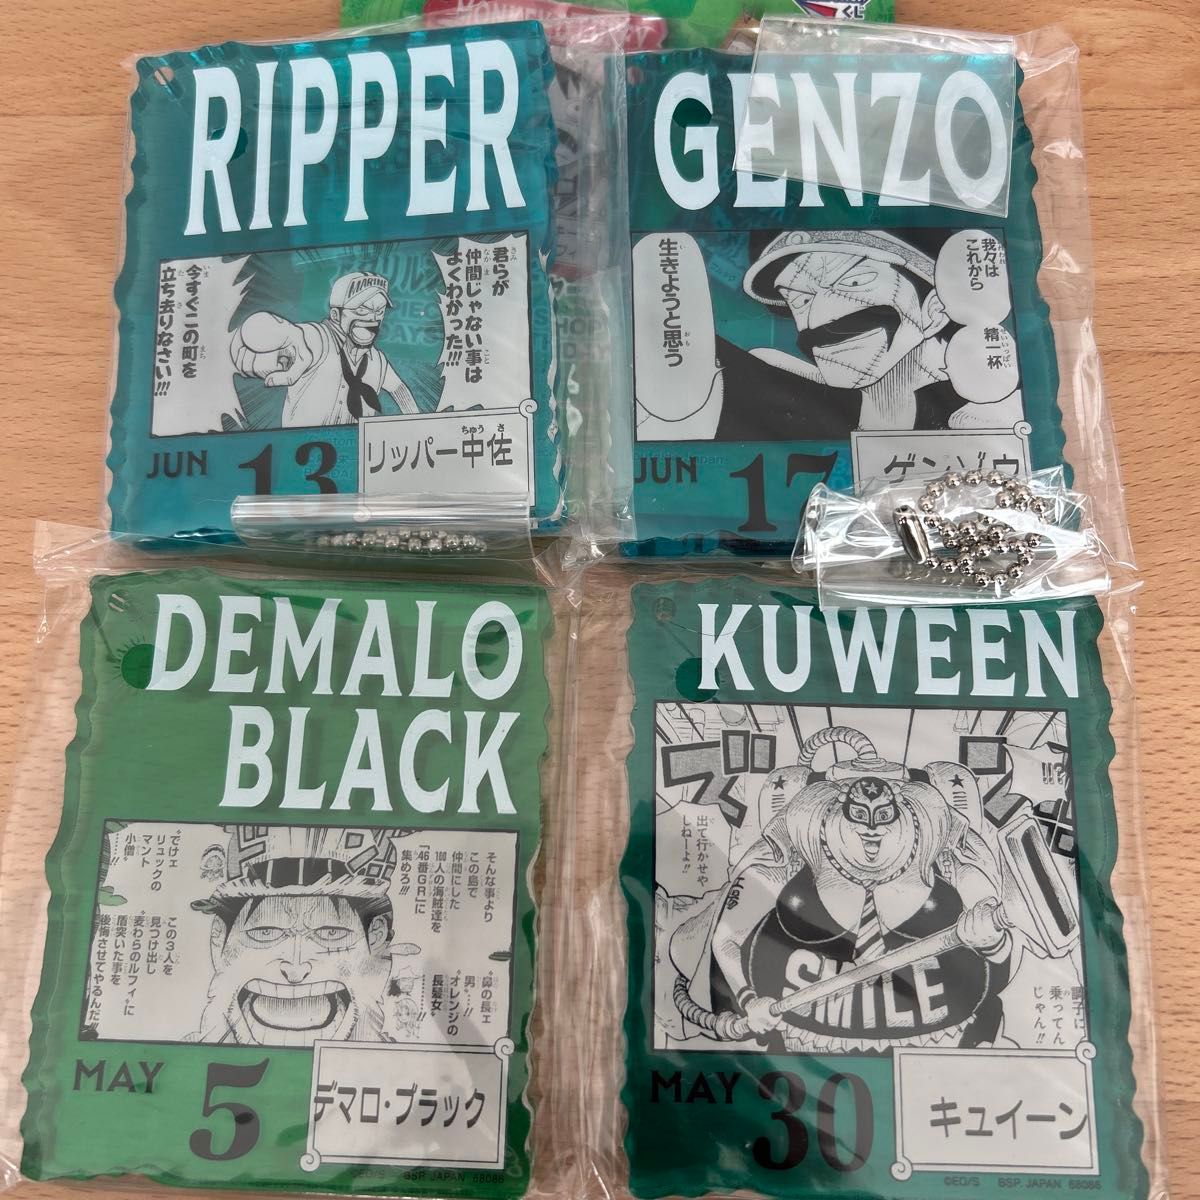 RIPPER
君らが
仲間じゃない事は
よくわかった!!!
今すぐこの町を
立ち去りなさい!!!
MARINE
JUN 13
リッパー中佐
GENZO
我々は
これから
精一杯
生きようと思う
JUN 17
ゲンゾウ
DEMALO
BLACK
そんな事より
この島で
仲間にした
100人の海賊達を
「46番GR」に
集めろ!!!
“鼻の長ェ
男”…!!
“オレンジの
長髪女”
“でけェ
リュックの
マント
小僧”
……!!
この3人を
見つけ出し
“麦わらのルフィ”に
盾突いた事を
後悔させてやるんだ
……!!!
MAY 5
デマロ・ブラック
©EO/S BSP, JAPAN 68086
KUWEEN
!!?
出て行かせや
しねーよ!!
SMILE
調子に
乗ってん
じゃん!!
MAY 30
キュイーン
©EO/S BSP, JAPAN 68086